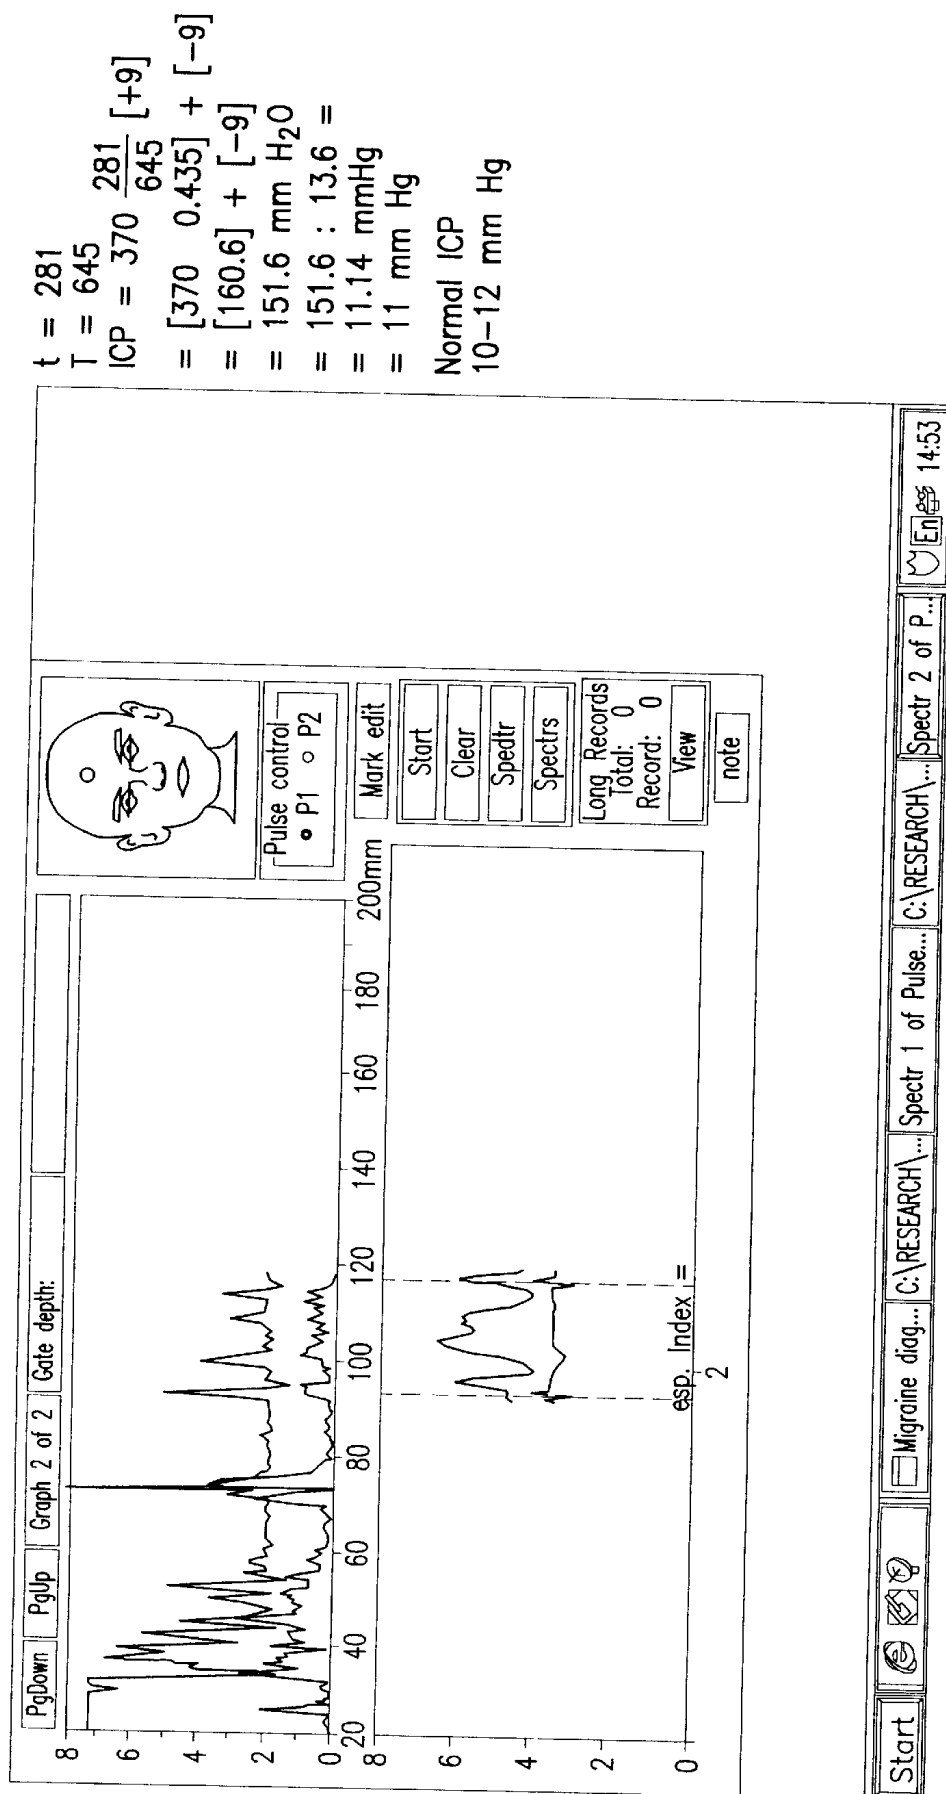 PgDown PgUp Graph 2 of 2 Gate depth:
8
6
4
2
0
20 40 60 80 100 120 140 160 180 200mm
8
6
4
2
0
esp. Index =
2
Pulse control
P1 P2
Mark edit
Start
Clear
Spedtr
Spectrs
Long Records
Total: 0
Record: 0
View
note
Start Migraine diag... C:\RESEARCH\... Spectr 1 of Pulse... C:\RESEARCH\... Spectr 2 of P... En 14:53
t = 281
T = 645
ICP = 370 281/645 [+9]
= [370 0.435] + [-9]
= [160.6] + [-9]
= 151.6 mm H₂O
= 151.6 : 13.6 =
= 11.14 mmHg
= 11 mm Hg
Normal ICP
10-12 mm Hg